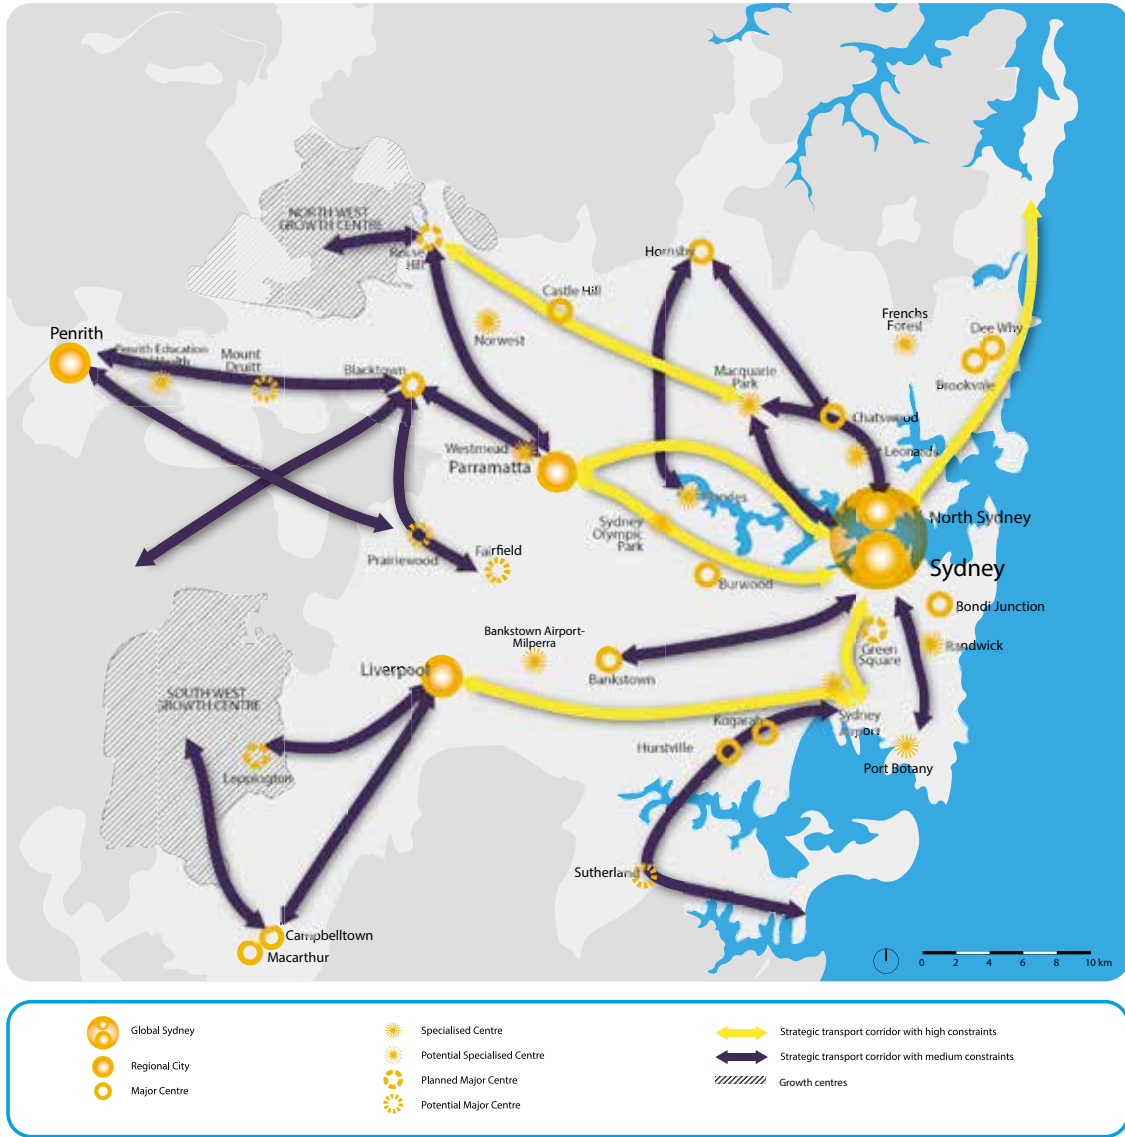 NORTH WEST
GROWTH CENTRE
Rouse
Hill
Hornsby
Castle Hill
Norwest
Frenchs
Forest
Dee Why
Brookvale
Penrith
Penrith Education
Health
Mount
Druitt
Blacktown
Macquarie
Park
Chatswood
St Leonards
Westmead
Parramatta
Rhodes
Sydney
Olympic
Park
North Sydney
Sydney
Prairiewood
Fairfield
Burwood
Bondi Junction
Bankstown Airport-
Milperra
Green
Square
Randwick
Liverpool
Bankstown
SOUTH WEST
GROWTH CENTRE
Kogarah
Sydney
Airport
Hurstville
Leppington
Port Botany
Sutherland
Campbelltown
Macarthur
0 2 4 6 8 10 km
Global Sydney
Regional City
Major Centre
Specialised Centre
Potential Specialised Centre
Planned Major Centre
Potential Major Centre
Strategic transport corridor with high constraints
Strategic transport corridor with medium constraints
Growth centres